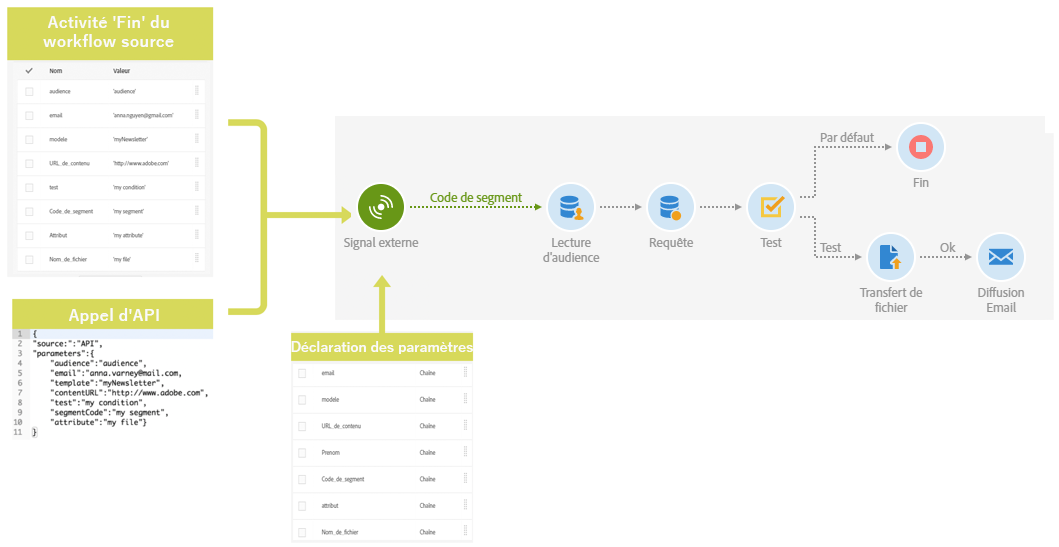 Activité 'Fin' du
workflow source
Nom Valeur
audience 'audience'
email 'anna.nguyen@gmail.com'
modele 'myNewsletter'
URL_de_contenu 'http://www.adobe.com'
test 'my condition'
Code_de_segment 'my segment'
Attribut 'my attribute'
Nom_de_fichier 'my file'
Appel d'API
1 {
2 "source:":"API",
3 "parameters":{
4 "audience":"audience",
5 "email":"anna.varney@mail.com,
6 "template":"myNewsletter",
7 "contentURL":"http://www.adobe.com",
8 "test":"my condition",
9 "segmentCode":"my segment",
10 "attribute":"my file"}
11 }
Déclaration des paramètres
email Chaîne
modele Chaîne
URL_de_contenu Chaîne
Prenom Chaîne
Code_de_segment Chaîne
attribut Chaîne
Nom_de_fichier Chaîne
Signal externe
Code de segment
Lecture
d'audience
Requête
Test
Par défaut
Fin
Test
Transfert de
fichier
Ok
Diffusion
Email